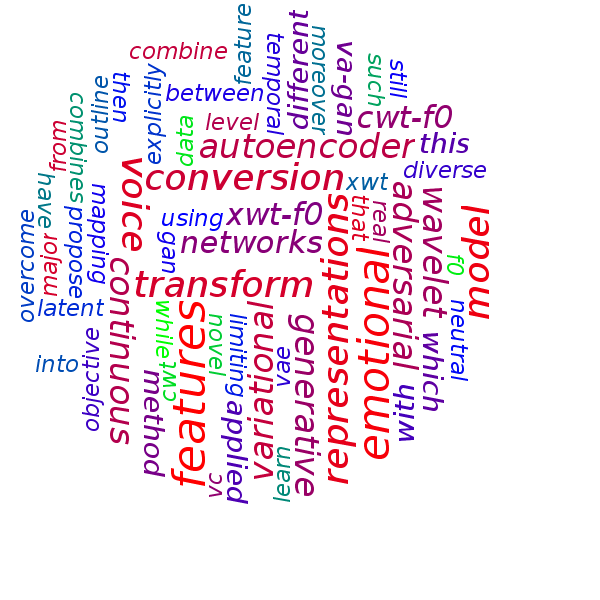 combine
feature
temporal
different
moreover
va-gan
such
still
then
outline
explicitly
between
data
level
cwt-f0
this
autoencoder
from
combines
voice
conversion
xwt
diverse
have
mapping
propose
major
overcome
using
xwt-f0
gan
networks
that
real
adversarial
wavelet
model
f0
transform
representations
emotional
latent
continuous
while
cwt
features
novel
limiting
variational
vae
generative
neutral
which
with
into
objective
method
applied
vc
learn